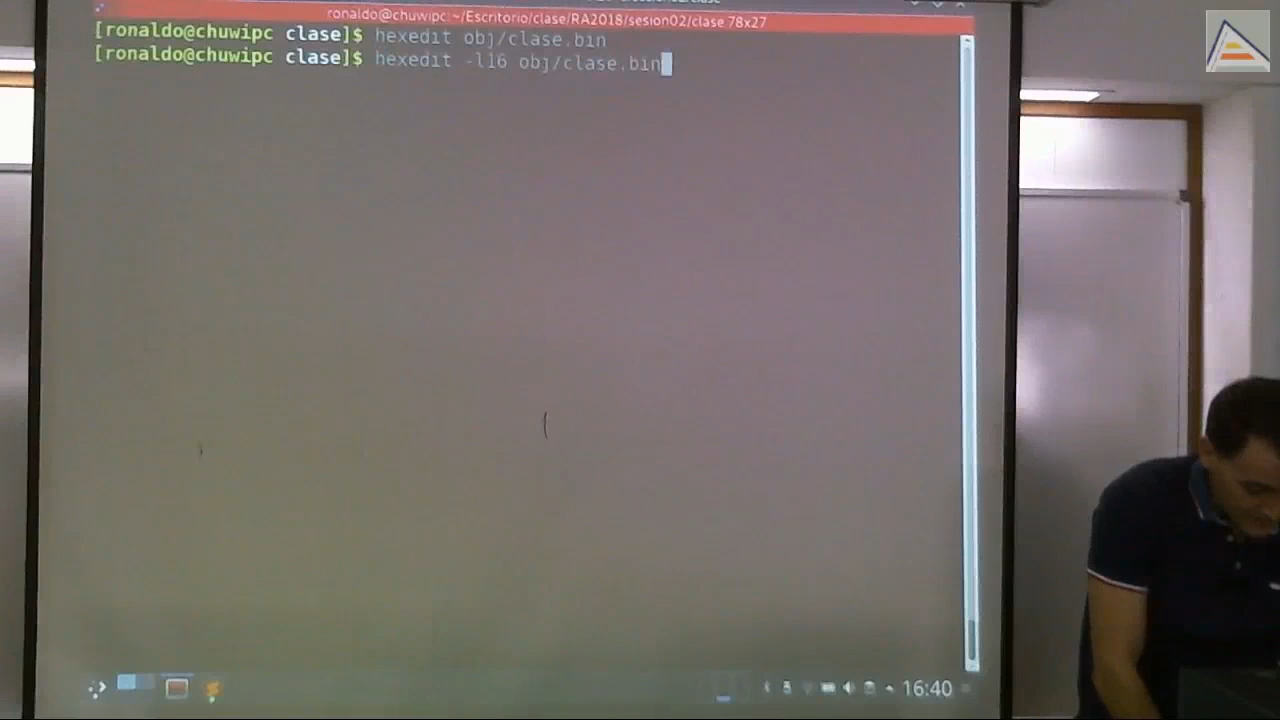 ronaldo@chuwipc:~/Escritorio/clase/RA2018/sesion02/clase 78x27
[ronaldo@chuwipc clase]$ hexedit obj/clase.bin
[ronaldo@chuwipc clase]$ hexedit -l16 obj/clase.bin
16:40